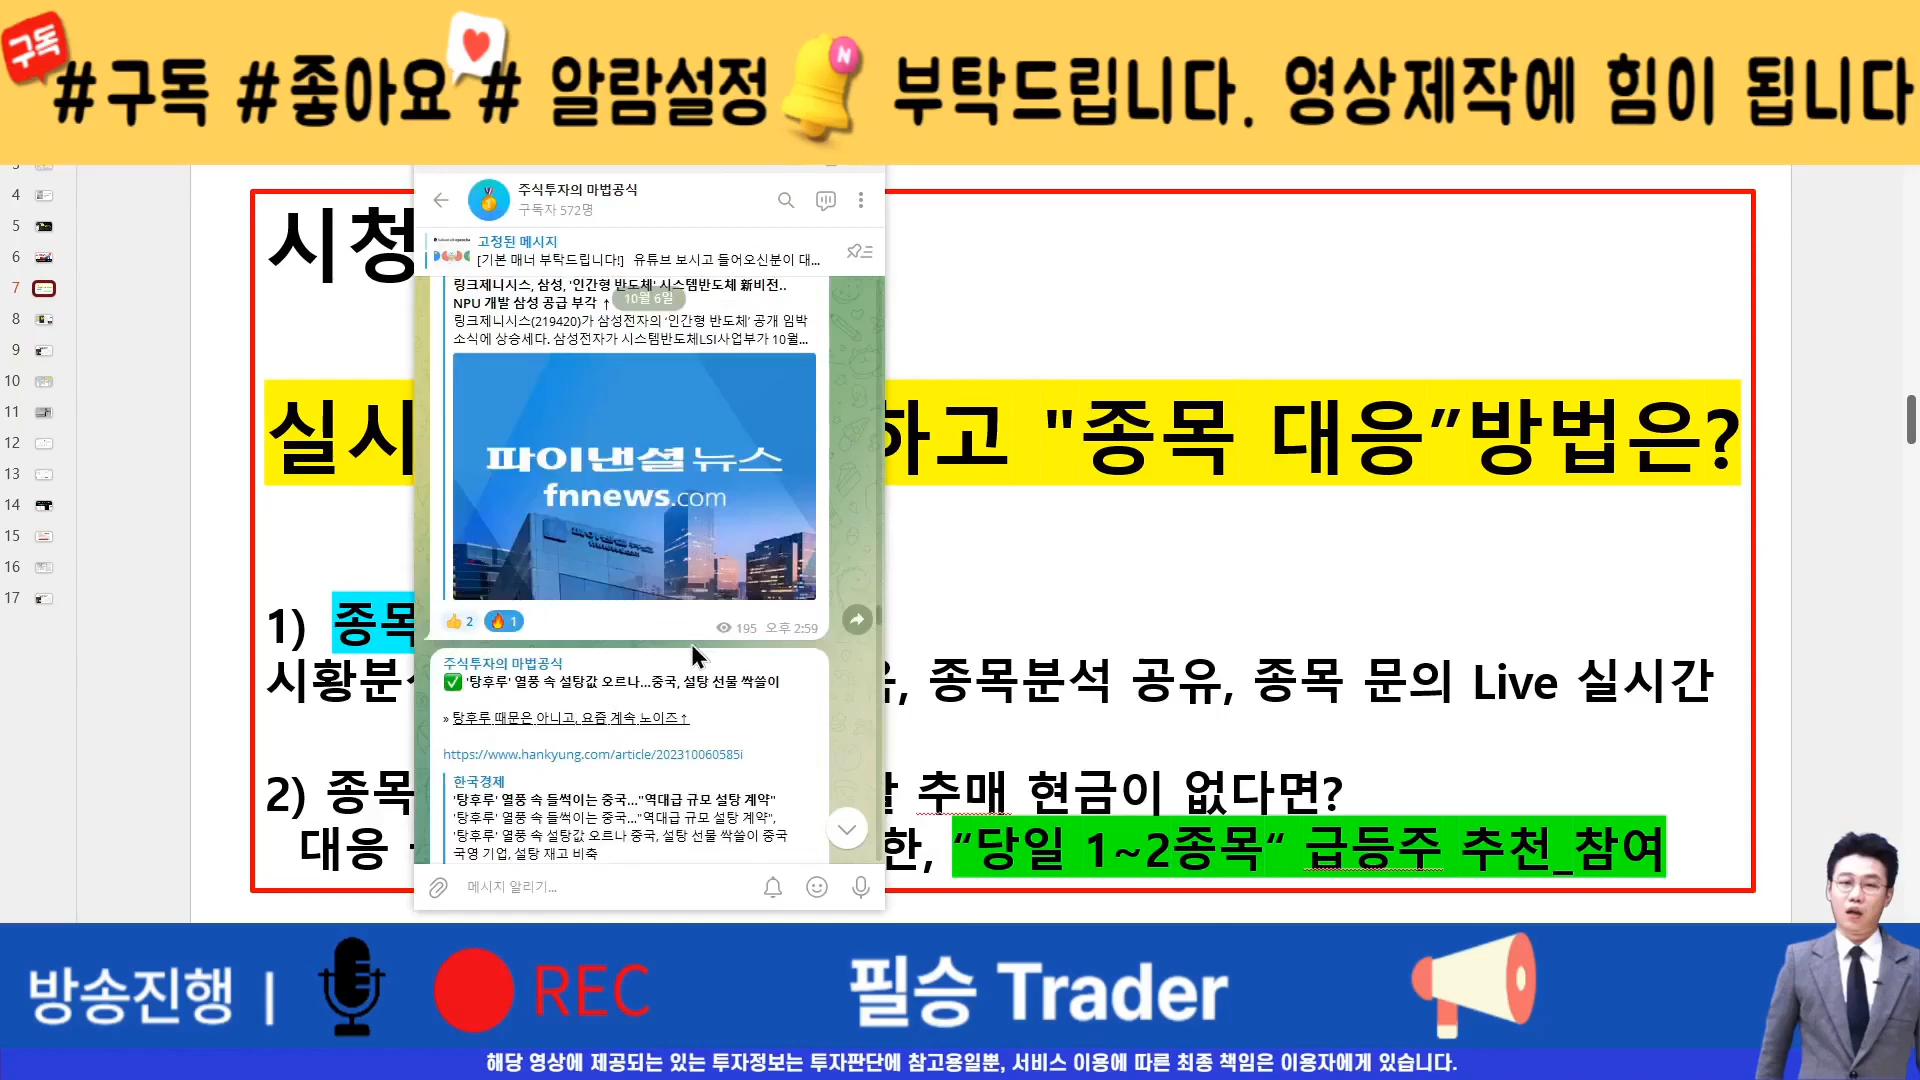 구독
#구독 #좋아요 # 알람설정 부탁드립니다. 영상제작에 힘이 됩니다
N
4
5
6
7
8
9
10
11
12
13
14
15
16
17
시청
실시
하고 "종목 대응”방법은?
1) 종목
시황분
, 종목분석 공유, 종목 문의 Live 실시간
2) 종목
추매 현금이 없다면?
대응
한, “당일 1~2종목“ 급등주 추천_참여
주식투자의 마법공식
구독자 572명
고정된 메시지
[기본 매너 부탁드립니다!] 유튜브 보시고 들어오신분이 대...
링크제니시스, 삼성, '인간형 반도체' 시스템반도체 新비전..
NPU 개발 삼성 공급 부각 ↑
10월 6일
링크제니시스(219420)가 삼성전자의 ‘인간형 반도체’ 공개 임박
소식에 상승세다. 삼성전자가 시스템반도체LSI사업부가 10월...
파이낸셜뉴스
fnnews.com
👍 2 🔥 1
195 오후 2:59
주식투자의 마법공식
✅ '탕후루' 열풍 속 설탕값 오르나...중국, 설탕 선물 싹쓸이
» 탕후루 때문은 아니고, 요즘 계속 노이즈↑
https://www.hankyung.com/article/202310060585i
한국경제
'탕후루' 열풍 속 들썩이는 중국..."역대급 규모 설탕 계약"
'탕후루' 열풍 속 들썩이는 중국..."역대급 규모 설탕 계약",
'탕후루' 열풍 속 설탕값 오르나 중국, 설탕 선물 싹쓸이 중국
국영 기업, 설탕 재고 비축
메시지 알리기...
방송진행 |
REC
필승 Trader
해당 영상에 제공되는 있는 투자정보는 투자판단에 참고용일뿐, 서비스 이용에 따른 최종 책임은 이용자에게 있습니다.